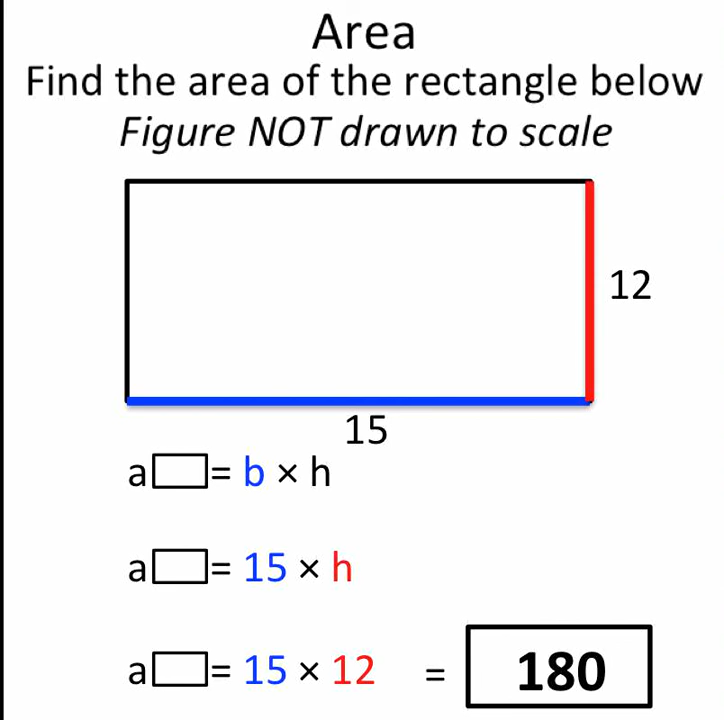 Area
Find the area of the rectangle below
Figure NOT drawn to scale
12
15
a = b × h
a = 15 × h
a = 15 × 12 = 180